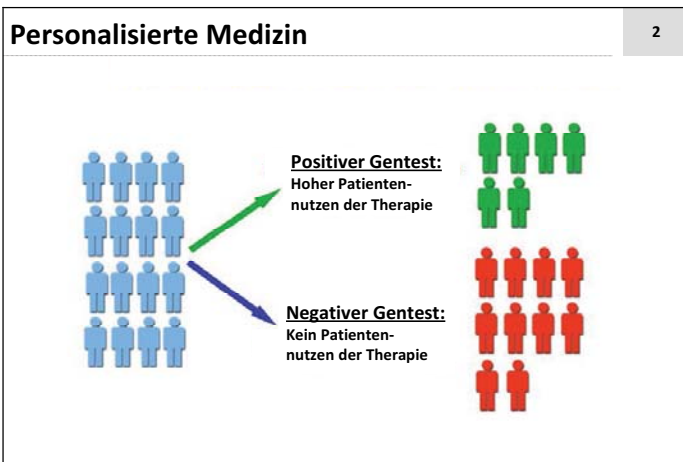 Personalisierte Medizin
2
Positiver Gentest:
Hoher Patienten-
nutzen der Therapie
Negativer Gentest:
Kein Patienten-
nutzen der Therapie